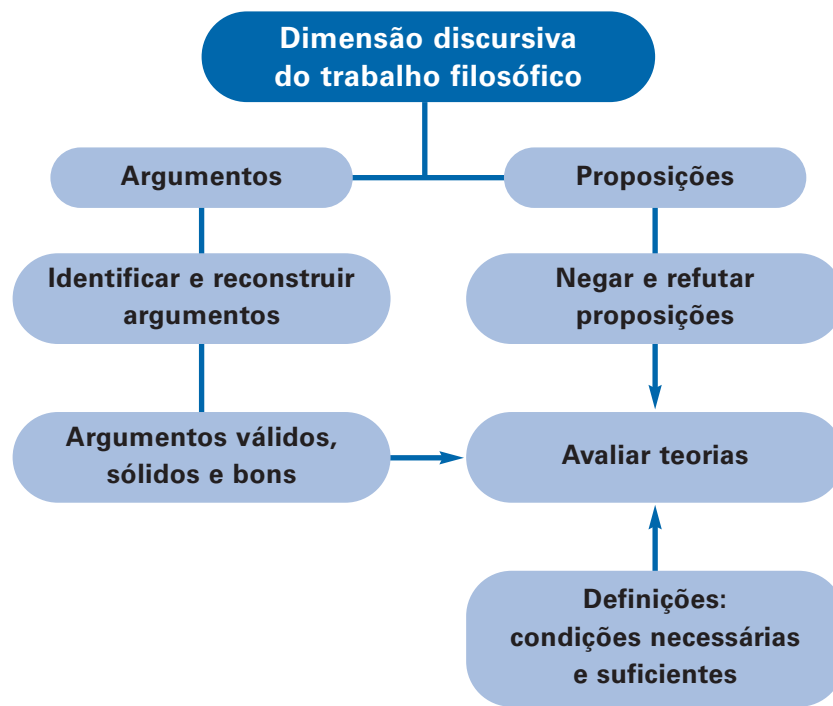 Dimensão discursiva
do trabalho filosófico
Argumentos
Proposições
Identificar e reconstruir
argumentos
Negar e refutar
proposições
Argumentos válidos,
sólidos e bons
Avaliar teorias
Definições:
condições necessárias
e suficientes